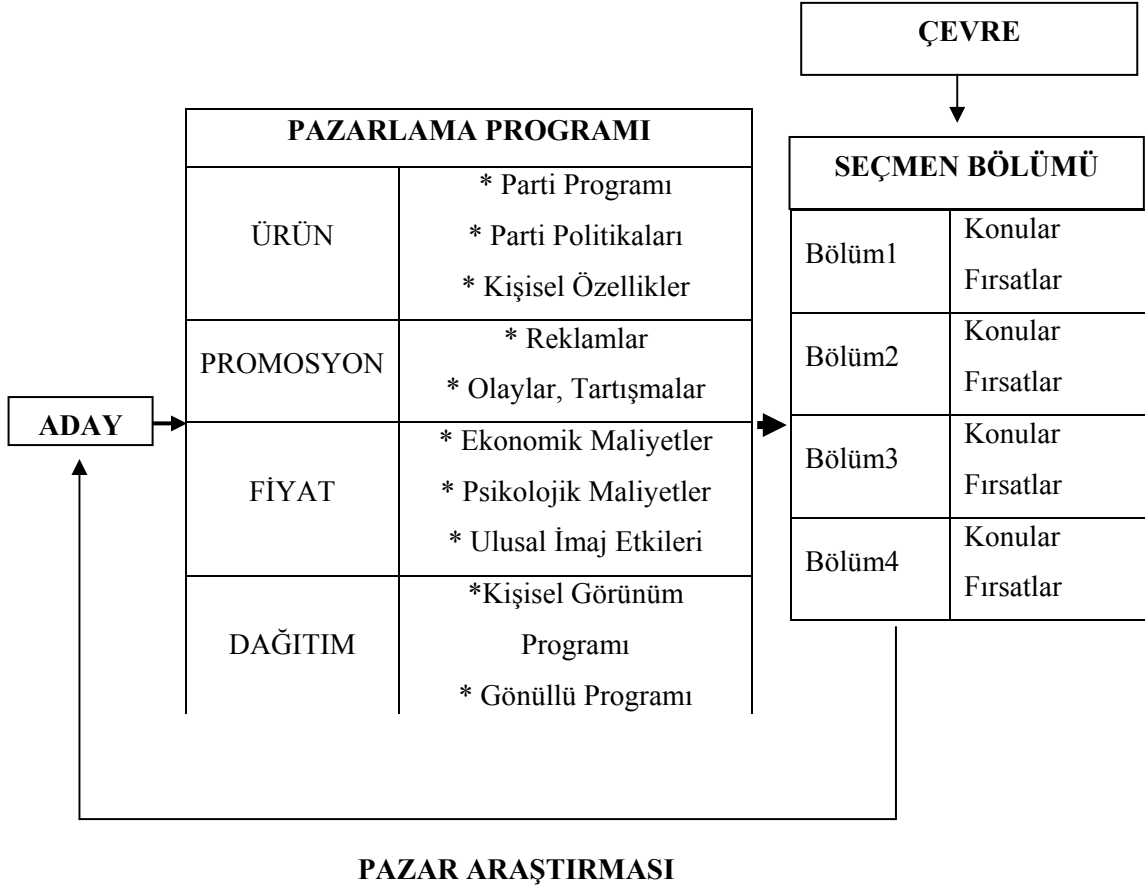 ÇEVRE
PAZARLAMA PROGRAMI
ÜRÜN
* Parti Programı
* Parti Politikaları
* Kişisel Özellikler
PROMOSYON
* Reklamlar
* Olaylar, Tartışmalar
FİYAT
* Ekonomik Maliyetler
* Psikolojik Maliyetler
* Ulusal İmaj Etkileri
DAĞITIM
*Kişisel Görünüm
Programı
* Gönüllü Programı
ADAY
SEÇMEN BÖLÜMÜ
Bölüm1
Konular
Fırsatlar
Bölüm2
Konular
Fırsatlar
Bölüm3
Konular
Fırsatlar
Bölüm4
Konular
Fırsatlar
PAZAR ARAŞTIRMASI